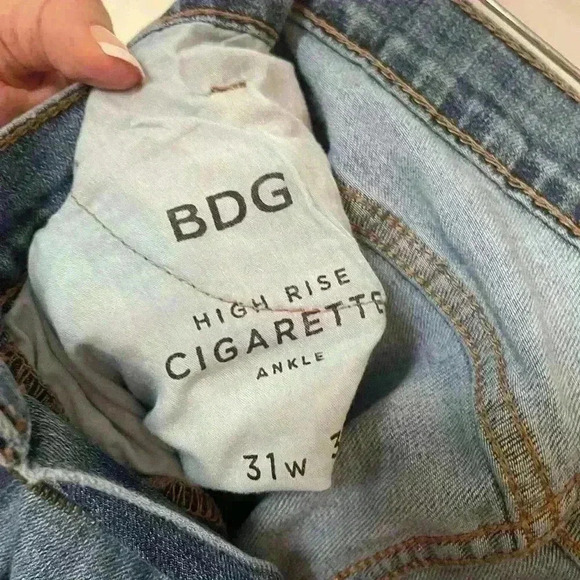 BDG
HIGH RISE
CIGARETTE
ANKLE
31W